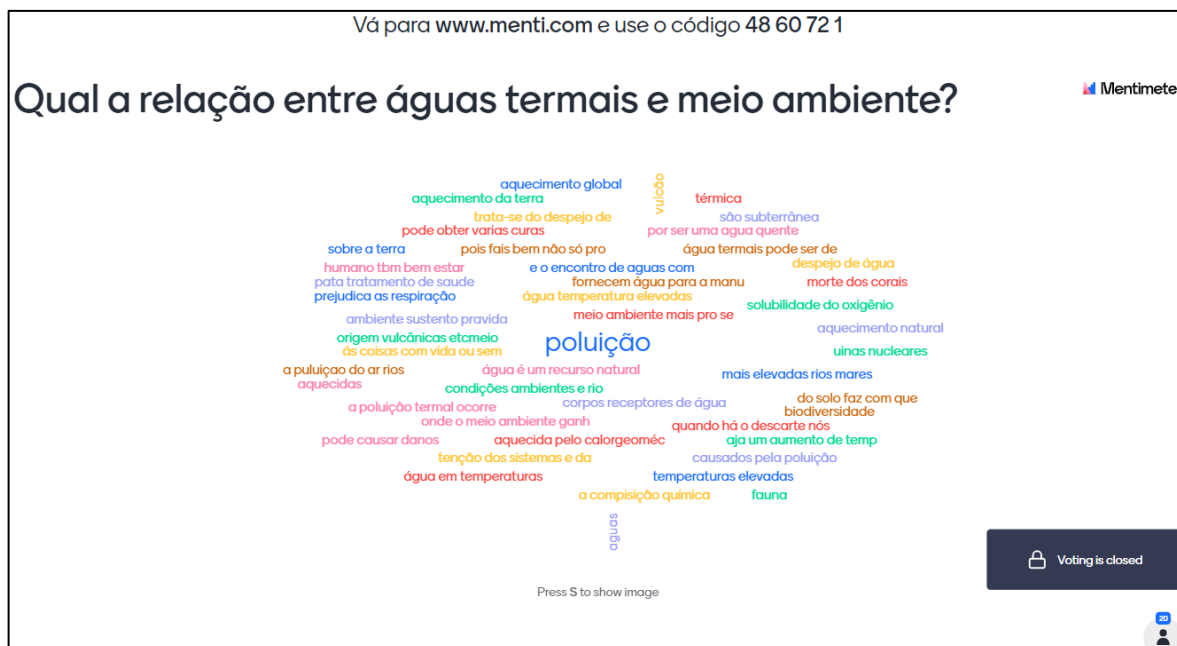 Vá para www.menti.com e use o código 48 60 72 1
Qual a relação entre águas termais e meio ambiente?
Mentimete
aquecimento global
vulcão
aquecimento da terra
térmica
trata-se do despejo de
são subterrânea
pode obter varias curas
por ser uma agua quente
sobre a terra
pois fais bem não só pro
água termais pode ser de
humano tbm bem estar
e o encontro de aguas com
despejo de água
pata tratamento de saude
fornecem água para a manu
morte dos corais
prejudica as respiração
água temperatura elevadas
solubilidade do oxigênio
ambiente sustento pravida
meio ambiente mais pro se
aquecimento natural
origem vulcânicas etcmeio
poluição
às coisas com vida ou sem
uinas nucleares
a puluiçao do ar rios
água é um recurso natural
mais elevadas rios mares
aquecidas
condições ambientes e rio
do solo faz com que
a poluição termal ocorre
corpos receptores de água
biodiversidade
onde o meio ambiente ganh
quando há o descarte nós
pode causar danos
aquecida pelo calorgeoméc
aja um aumento de temp
tenção dos sistemas e da
causados pela poluição
água em temperaturas
temperaturas elevadas
a compisição química
fauna
aguas
Voting is closed
Press S to show image
20